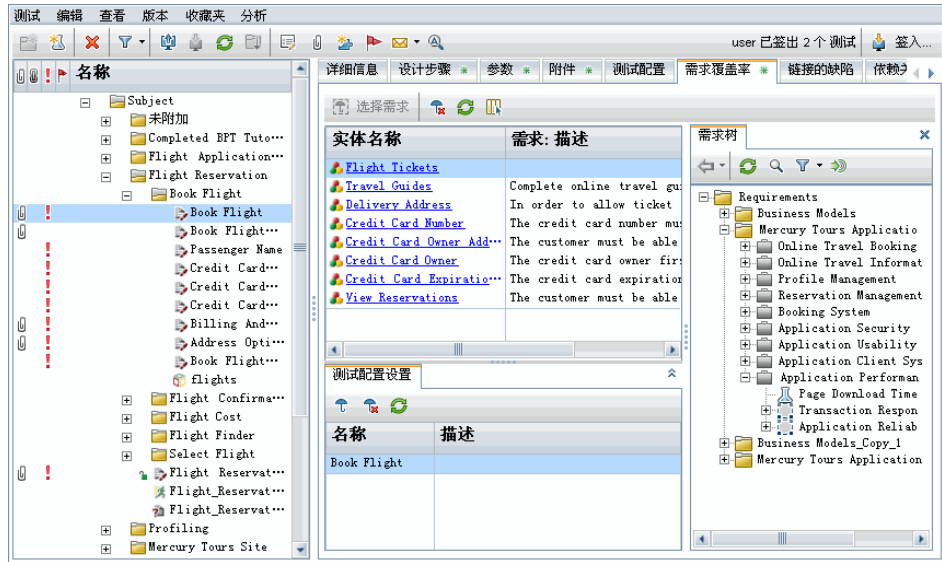 测试 编辑 查看 版本 收藏夹 分析
user 已签出 2 个 测试 签入...
名称
Subject
未附加
Completed BPT Tuto...
Flight Application...
Flight Reservation
Book Flight
Book Flight
Book Flight...
Passenger Name
Credit Card...
Credit Card...
Credit Card...
Billing And...
Address Opti...
Book Flight...
flights
Flight Confirma...
Flight Cost
Flight Finder
Select Flight
Flight Reservat...
Flight_Reservat...
Flight_Reservat...
Profiling
Mercury Tours Site
详细信息 设计步骤 * 参数 * 附件 * 测试配置 需求覆盖率 * 链接的缺陷
选择需求
实体名称 需求: 描述
Flight Tickets
Travel Guides Complete online travel gu
Delivery Address In order to allow ticket
Credit Card Number The credit card number mu
Credit Card Owner Add... The customer must be able
Credit Card Owner The credit card owner fir
Credit Card Expiratio... The credit card expiration
View Reservations The customer must be able
测试配置设置
名称 描述
Book Flight
需求树
Requirements
Business Models
Mercury Tours Applicatio
Online Travel Booking
Online Travel Informat
Profile Management
Reservation Management
Booking System
Application Security
Application Usability
Application Client Sys
Application Performan
Page Download Time
Transaction Respon
Application Reliab
Business Models_Copy_1
Mercury Tours Application